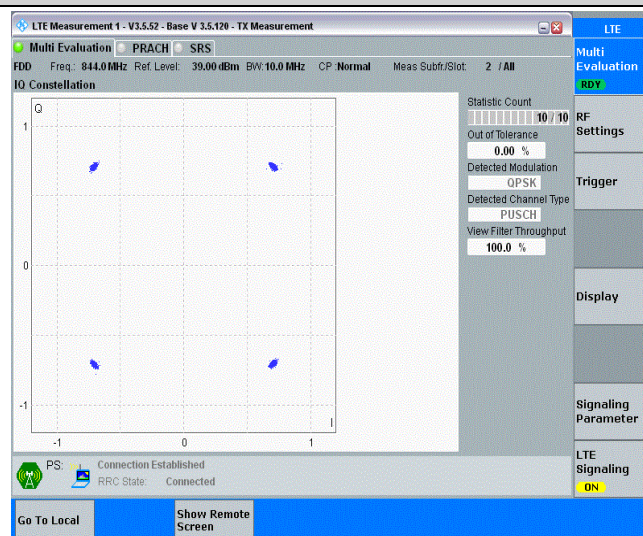 LTE Measurement 1 - V3.5.52 - Base V 3.5.120 - TX Measurement
LTE
Multi Evaluation PRACH SRS
Multi
Evaluation
RDY
FDD Freq.: 844.0 MHz Ref. Level: 39.00 dBm BW: 10.0 MHz CP :Normal Meas Subfr./Slot: 2 / All
IQ Constellation
Q
1
0
-1
I
-1 0 1
Statistic Count
10 / 10
Out of Tolerance
0.00 %
Detected Modulation
QPSK
Detected Channel Type
PUSCH
View Filter Throughput
100.0 %
RF
Settings
Trigger
Display
Signaling
Parameter
LTE
Signaling
ON
PS: Connection Established
RRC State: Connected
Go To Local
Show Remote
Screen